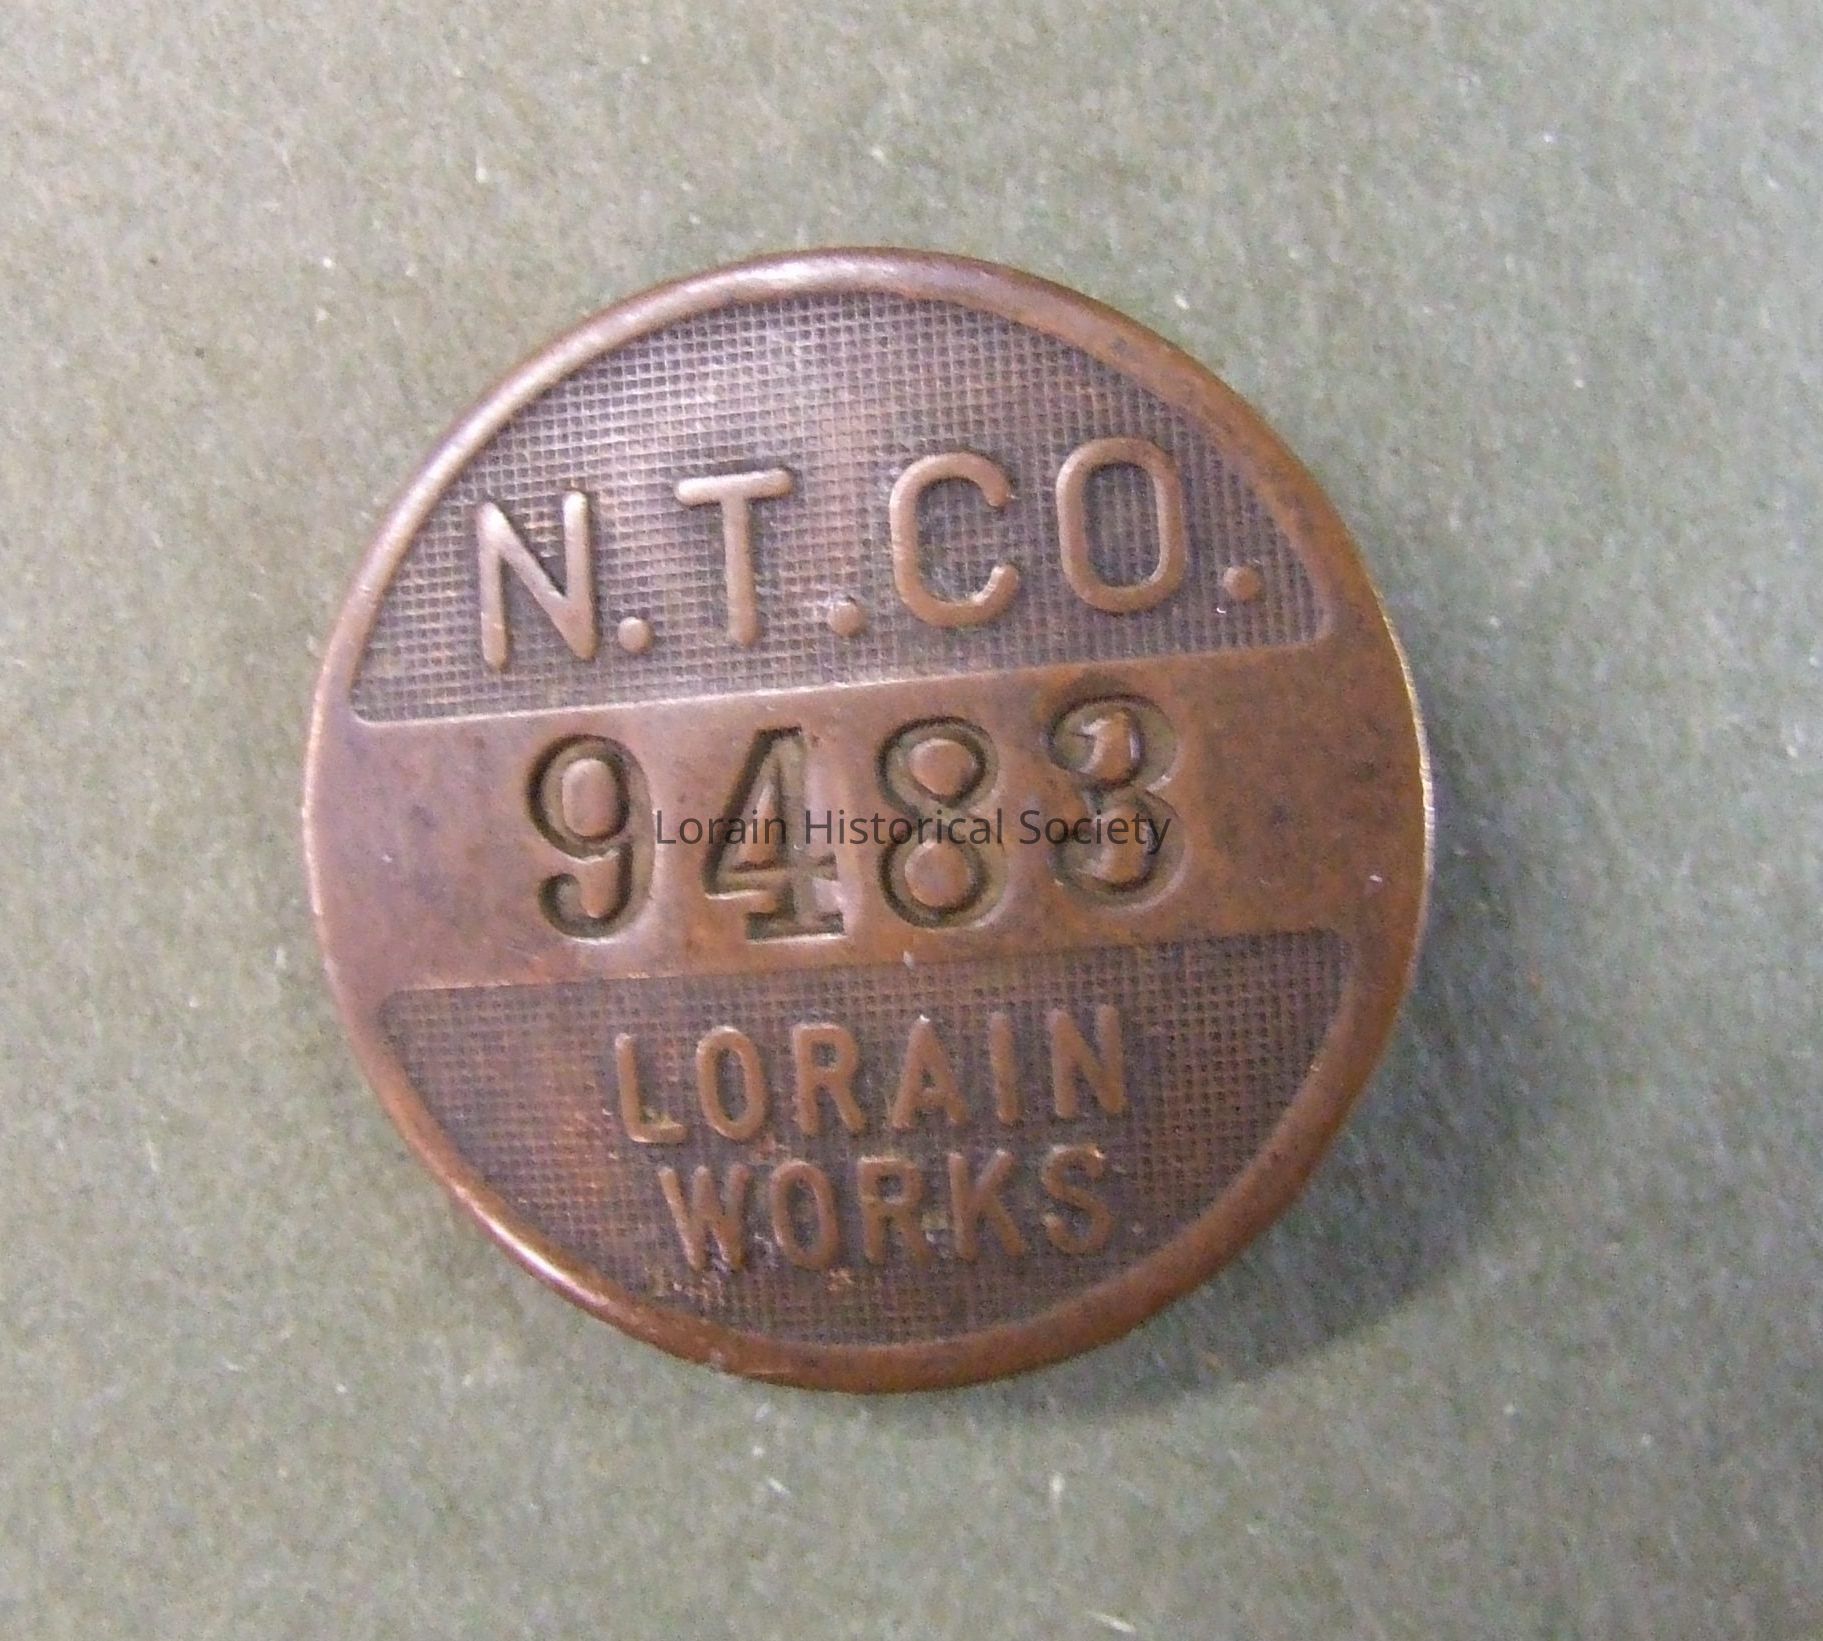 N.T.CO.
9483
Lorain Historical Society
LORAIN
WORKS